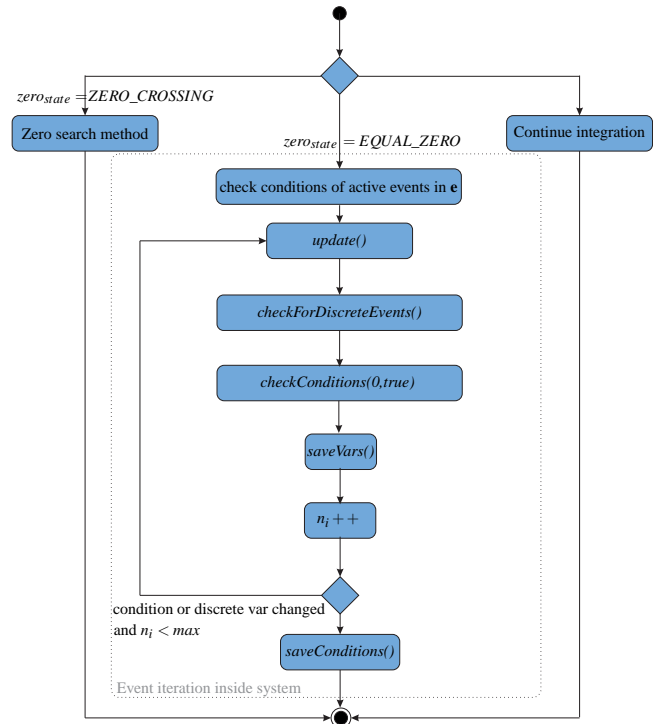 zero_state = ZERO_CROSSING
Zero search method
Continue integration
zero_state = EQUAL_ZERO
check conditions of active events in e
update()
checkForDiscreteEvents()
checkConditions(0,true)
saveVars()
n_i + +
condition or discrete var changed
and n_i < max
saveConditions()
Event iteration inside system